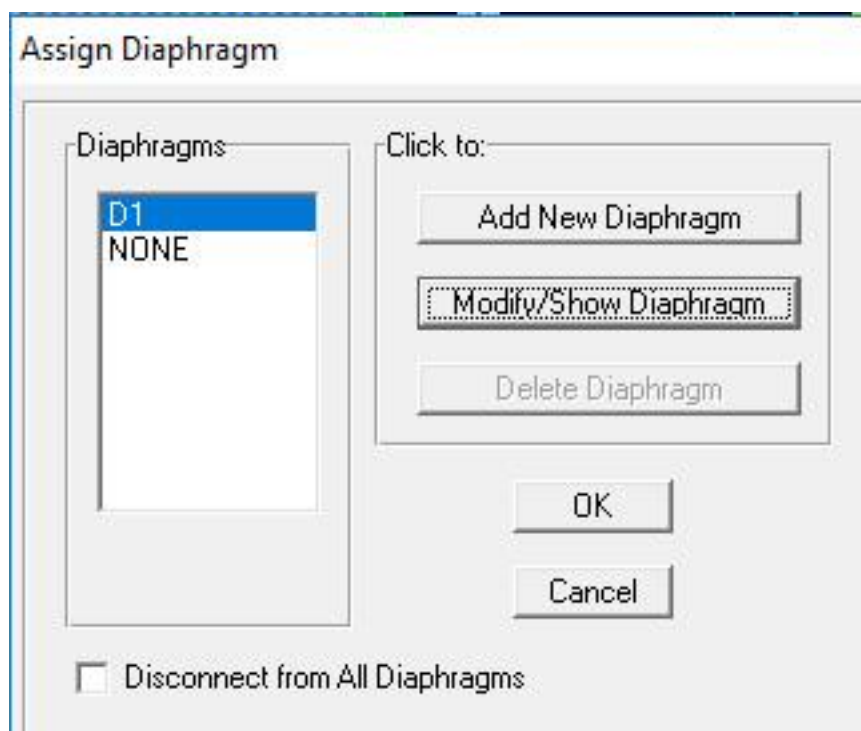 Assign Diaphragm
Diaphragms
D1
NONE
Click to:
Add New Diaphragm
Modify/Show Diaphragm
Delete Diaphragm
OK
Cancel
Disconnect from All Diaphragms